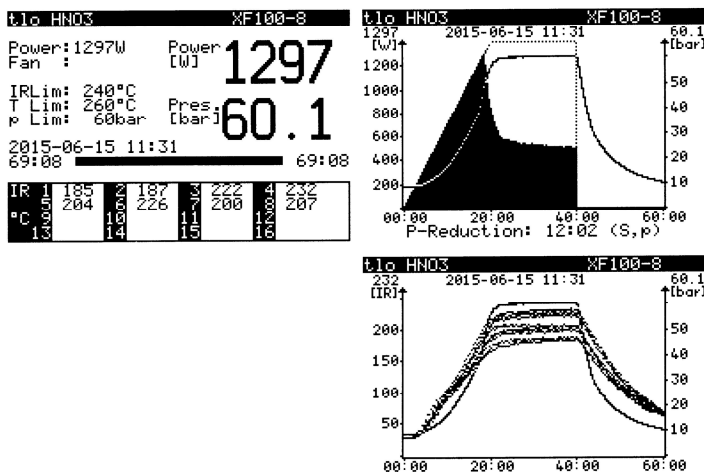 tlo HNO3 XF100-8
Power:1297W
Fan :
Power [W] 1297
IRLim: 240°C
T Lim: 260°C
p Lim: 60bar
Pres. [bar] 60.1
2015-06-15 11:31
69:08 69:08
IR 1 185 2 187 3 222 4 232
5 204 6 226 7 200 8 207
°C 9 10 11 12
13 14 15 16
tlo HNO3 XF100-8
1297 2015-06-15 11:31 60.1
[W] [bar]
1200
1000
800
600
400
200
60
50
40
30
20
10
00:00 20:00 40:00 60:00
P-Reduction: 12:02 (S,p)
tlo HNO3 XF100-8
232 2015-06-15 11:31 60.1
[IR] [bar]
200
150
100
50
50
40
30
20
10
00:00 20:00 40:00 60:00